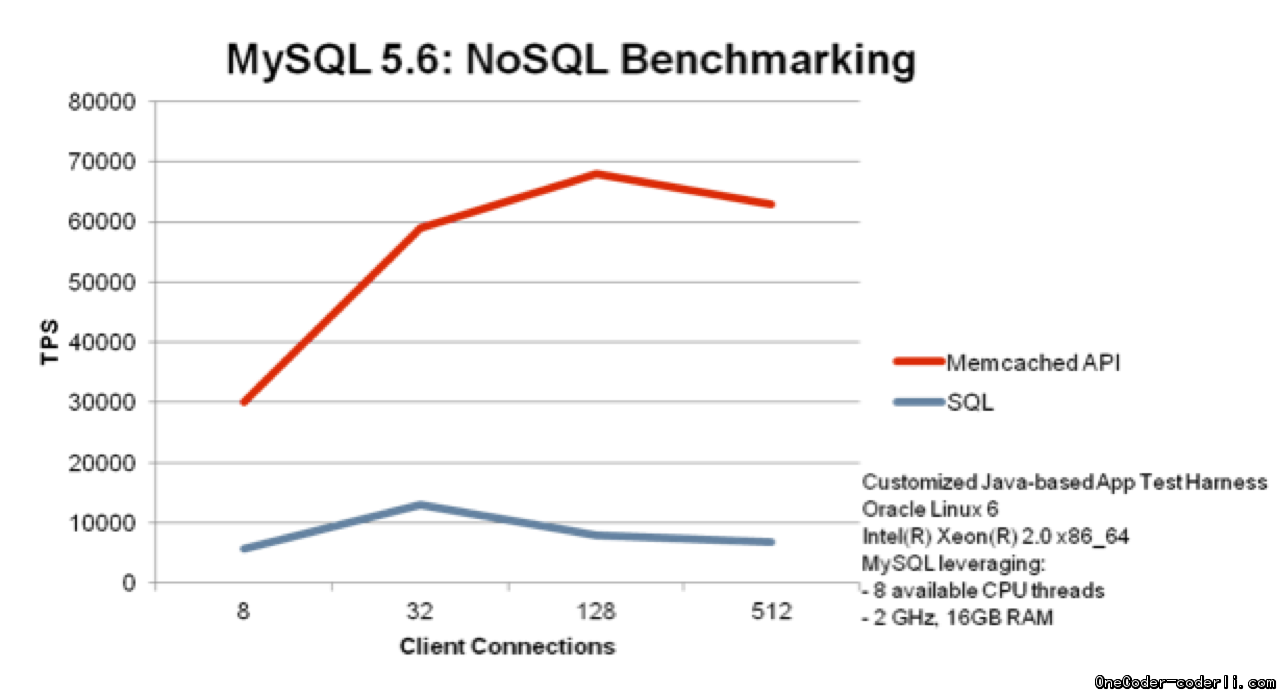 MySQL 5.6: NoSQL Benchmarking
80000
70000
60000
50000
40000
30000
20000
10000
0
TPS
8 32 128 512
Client Connections
Memcached API
SQL
Customized Java-based App Test Harness
Oracle Linux 6
Intel(R) Xeon(R) 2.0 x86_64
MySQL leveraging:
- 8 available CPU threads
- 2 GHz, 16GB RAM
OneCoder-coderli.com